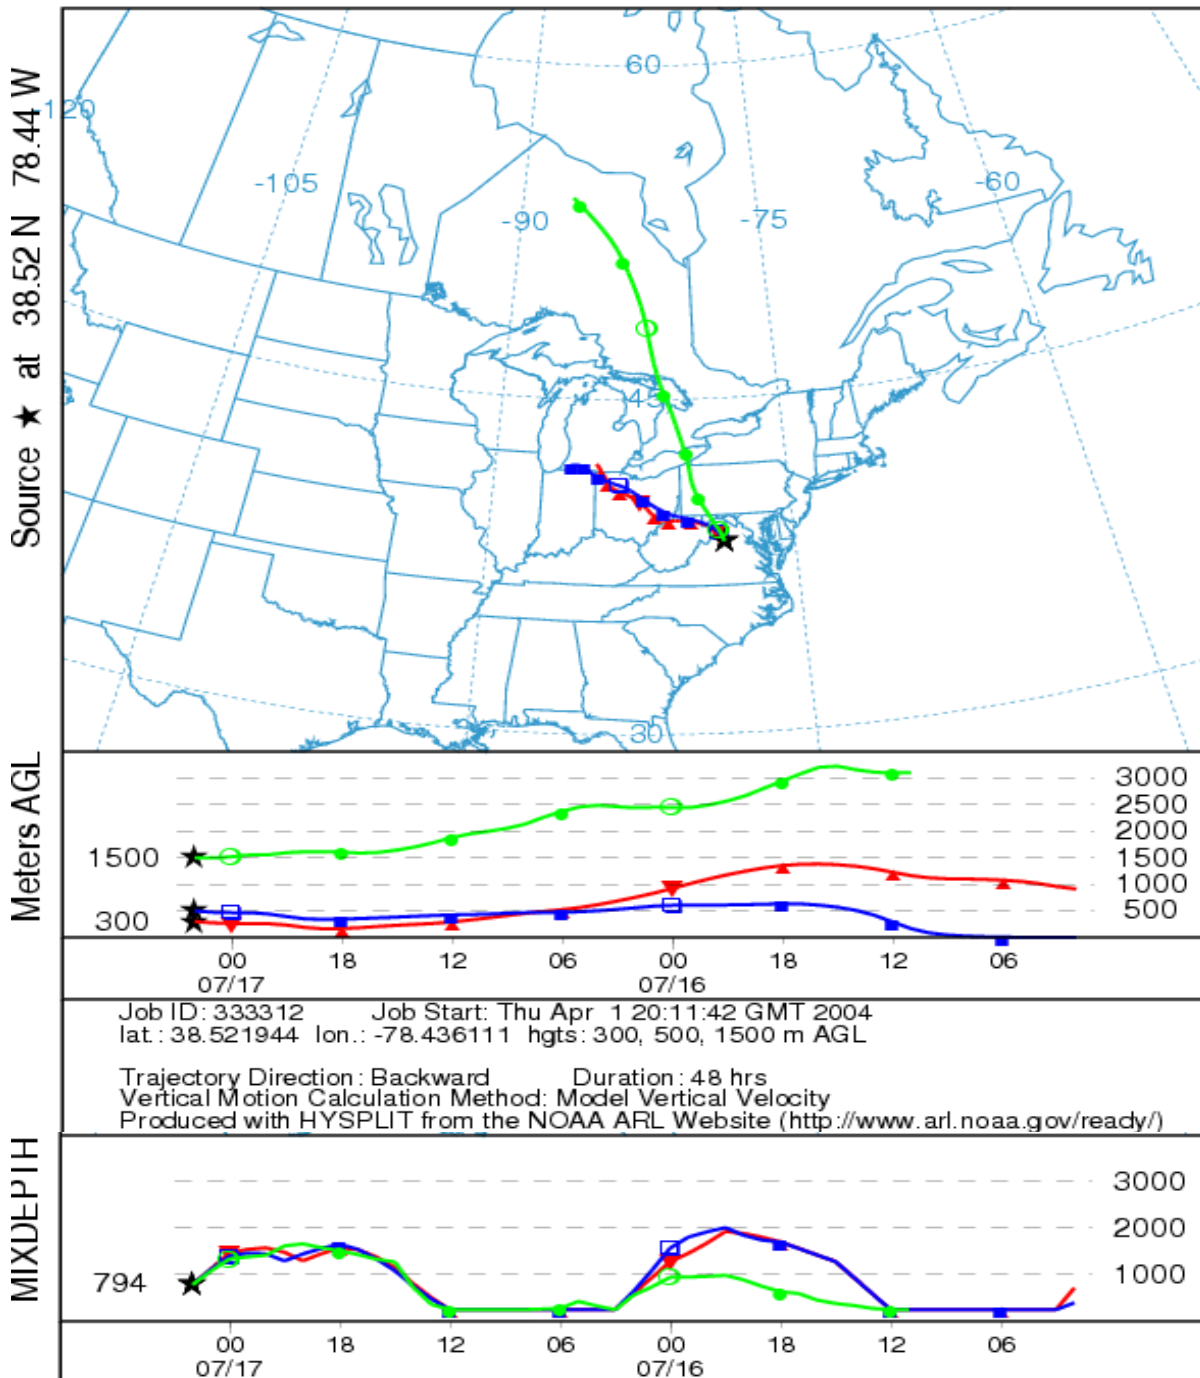 Source ★ at 38.52 N 78.44 W
60
-120
-105
-60
-90
-75
45
30
Meters AGL
3000
2500
2000
1500
1500
1000
500
300
00 18 12 06 00 18 12 06
07/17 07/16
Job ID: 333312 Job Start: Thu Apr 1 20:11:42 GMT 2004
lat.: 38.521944 lon.: -78.436111 hgts: 300, 500, 1500 m AGL
Trajectory Direction: Backward Duration: 48 hrs
Vertical Motion Calculation Method: Model Vertical Velocity
Produced with HYSPLIT from the NOAA ARL Website (http://www.arl.noaa.gov/ready/)
MIXDEPTH
3000
2000
794
1000
00 18 12 06 00 18 12 06
07/17 07/16